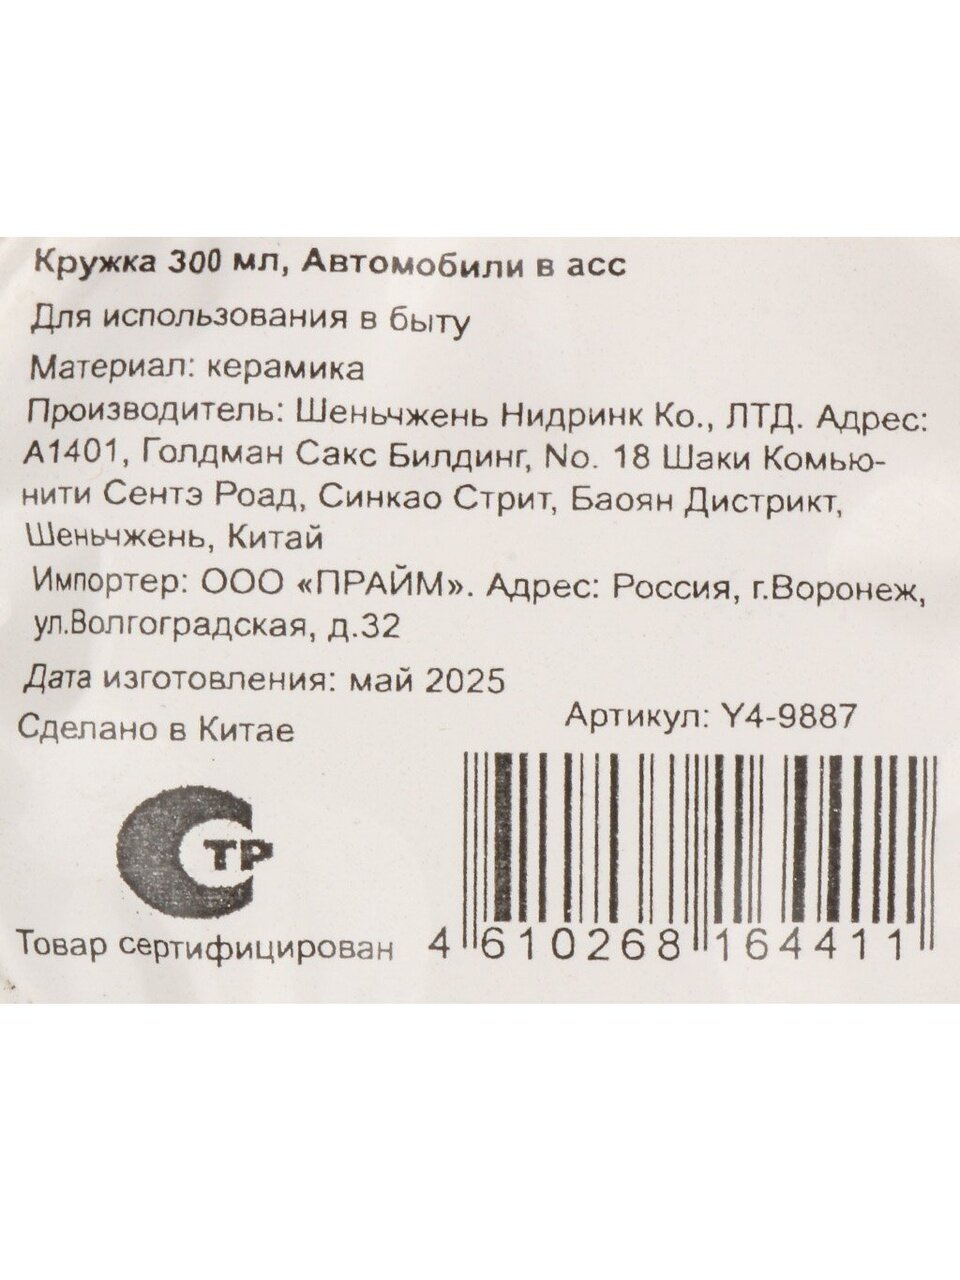 Кружка 300 мл, Автомобили в асс
Для использования в быту
Материал: керамика
Производитель: Шеньчжень Нидринк Ко., ЛТД. Адрес:
А1401, Голдман Сакс Билдинг, No. 18 Шаки Комью-
нити Сентэ Роад, Синкао Стрит, Баоян Дистрикт,
Шеньчжень, Китай
Импортер: ООО «ПРАЙМ». Адрес: Россия, г.Воронеж,
ул.Волгоградская, д.32
Дата изготовления: май 2025
Сделано в Китае
Артикул: Y4-9887
ТР
Товар сертифицирован
4 610268 164411